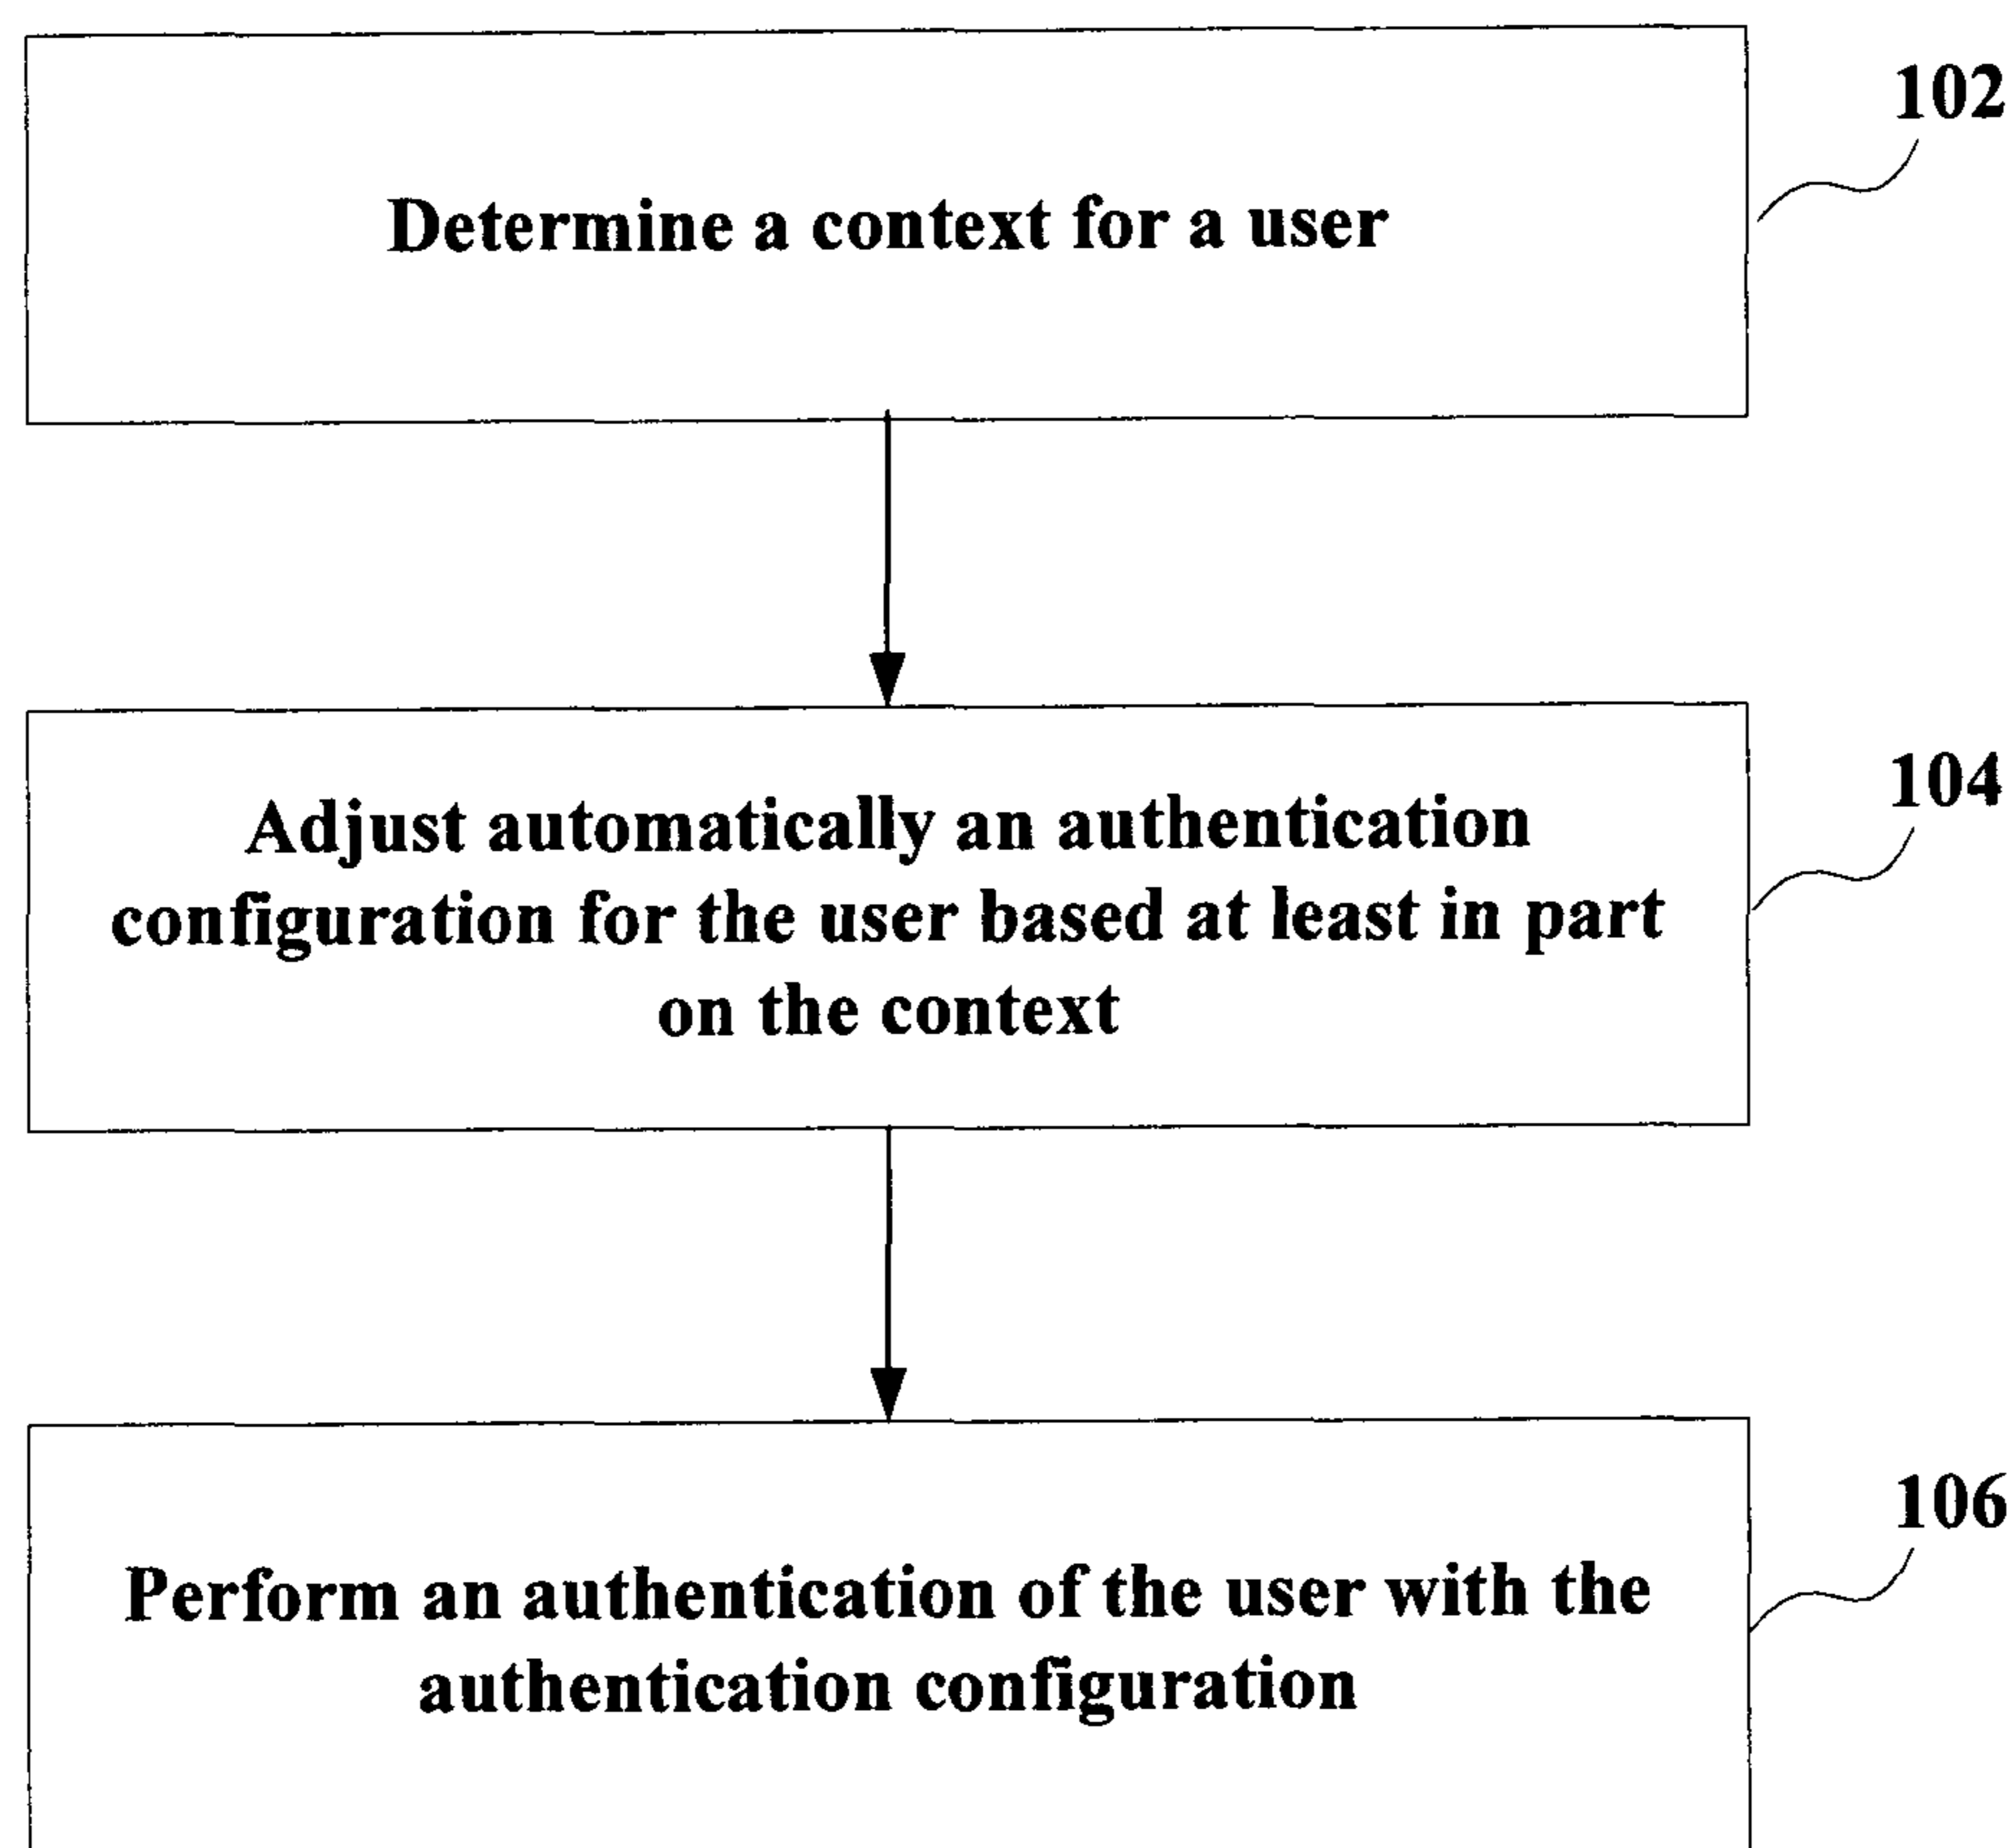 102
Determine a context for a user
104
Adjust automatically an authentication
configuration for the user based at least in part
on the context
106
Perform an authentication of the user with the
authentication configuration